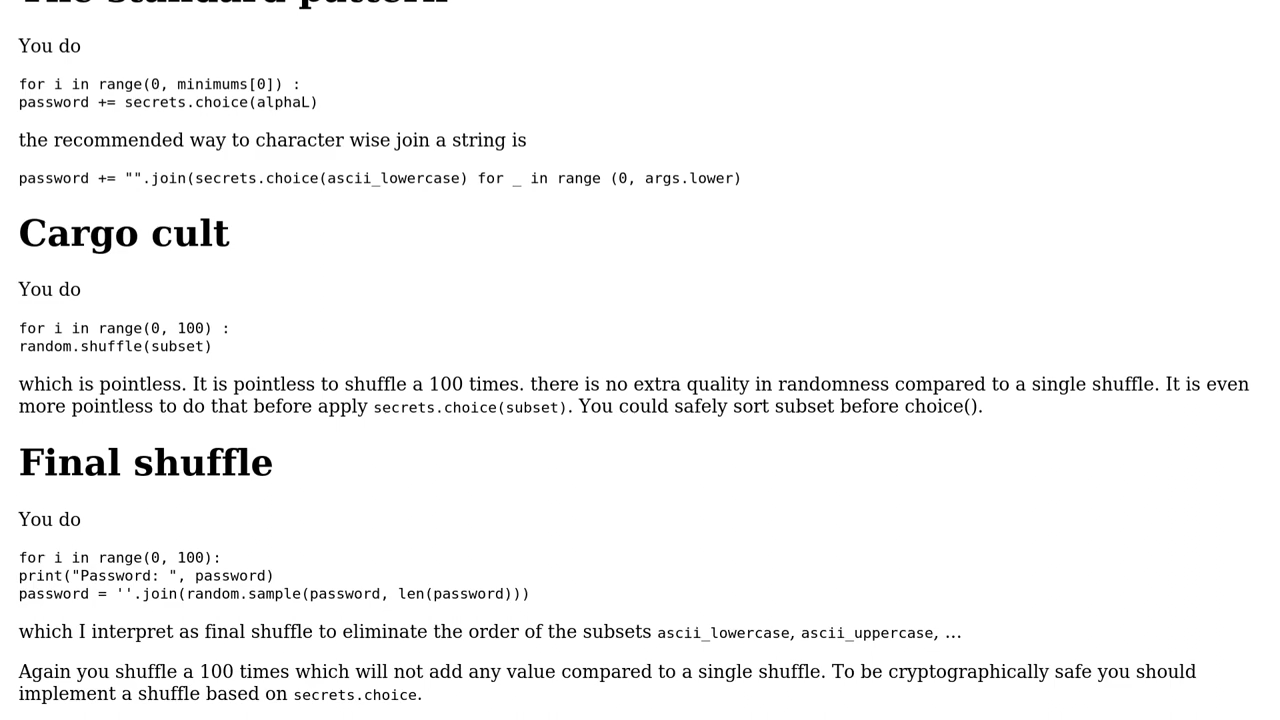 The standard pattern
You do
for i in range(0, minimums[0]) :
password += secrets.choice(alphaL)
the recommended way to character wise join a string is
password += "".join(secrets.choice(ascii_lowercase) for _ in range (0, args.lower)
Cargo cult
You do
for i in range(0, 100) :
random.shuffle(subset)
which is pointless. It is pointless to shuffle a 100 times. there is no extra quality in randomness compared to a single shuffle. It is even
more pointless to do that before apply secrets.choice(subset). You could safely sort subset before choice().
Final shuffle
You do
for i in range(0, 100):
print("Password: ", password)
password = ''.join(random.sample(password, len(password)))
which I interpret as final shuffle to eliminate the order of the subsets ascii_lowercase, ascii_uppercase, ...
Again you shuffle a 100 times which will not add any value compared to a single shuffle. To be cryptographically safe you should
implement a shuffle based on secrets.choice.